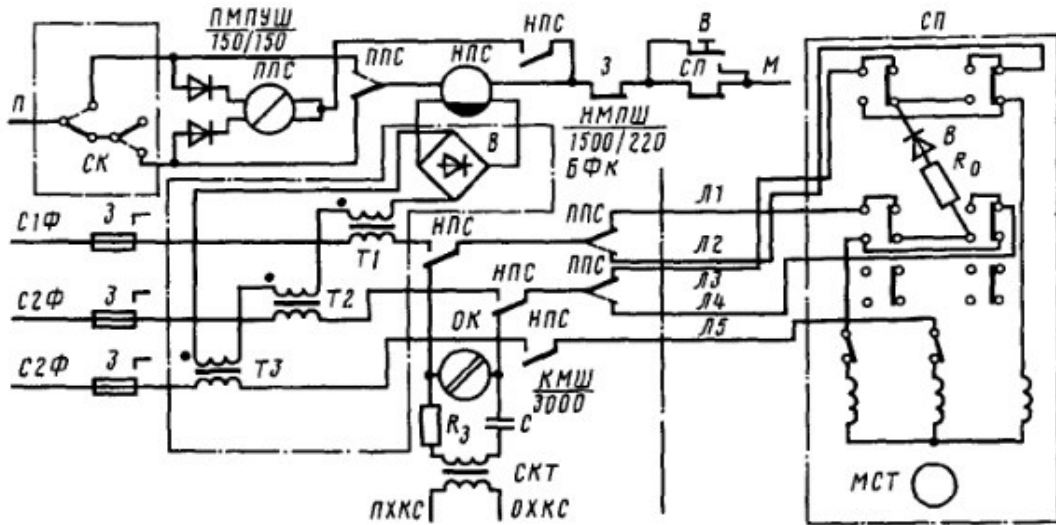 ПМПУШ
150/150
НПС
НПС
В
СП
ППС
ППС
З
СП
М
П
СК
В
НМПШ
1500/220
БФК
В
R0
С1Ф
З
НПС
ППС
Л1
Т1
Л2
С2Ф
З
Т2
НПС
ППС
Л3
Л4
ОК
НПС
Л5
С2Ф
З
Т3
КМШ
3000
R3
С
СКТ
ПХКС
ОХКС
МСТ